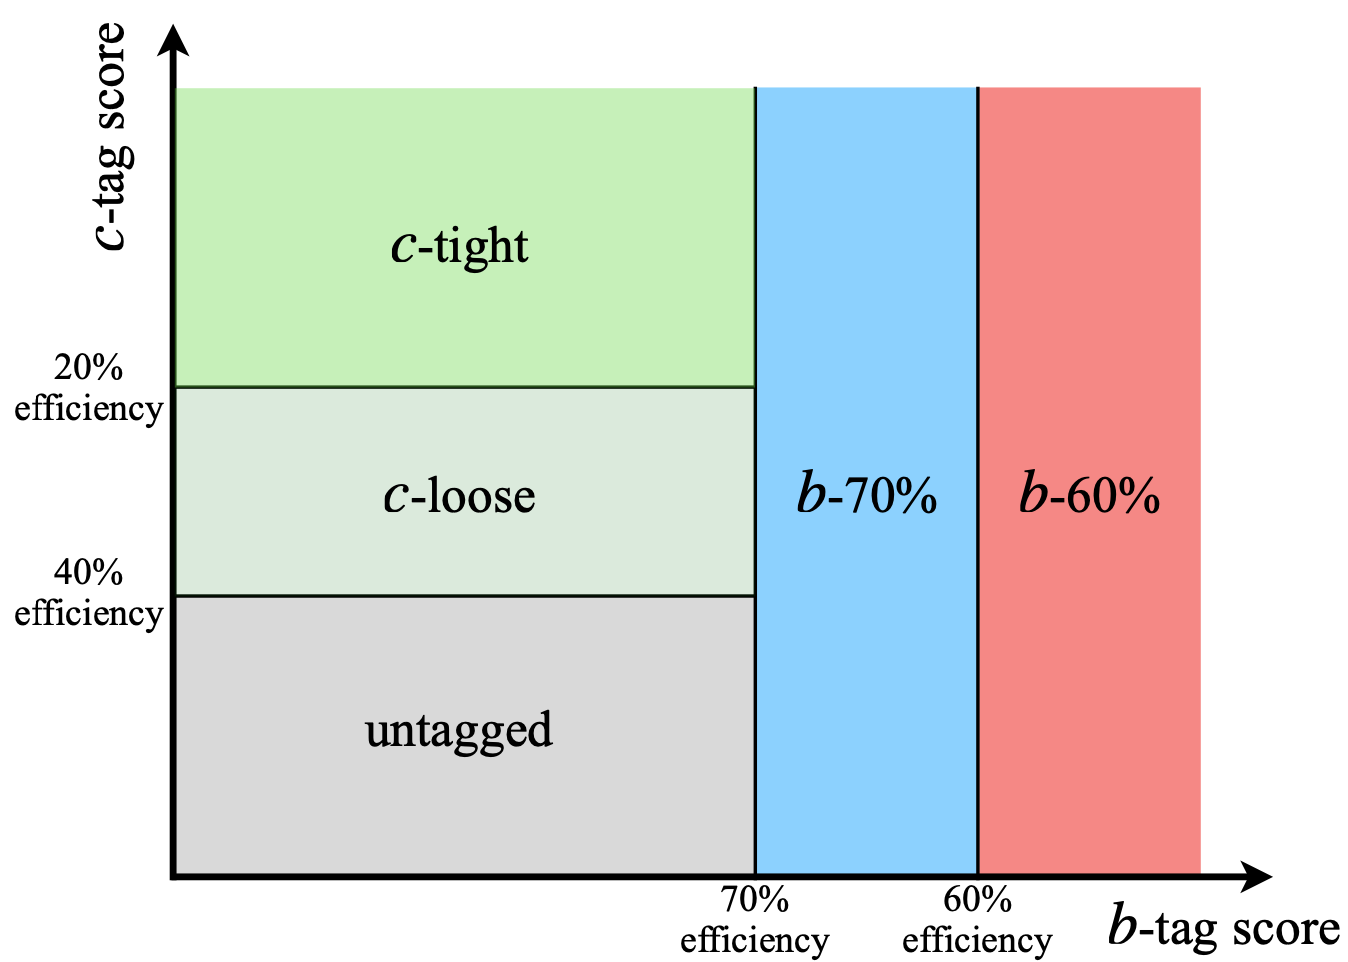 c-tag score
c-tight
20%
efficiency
c-loose
b-70%
b-60%
40%
efficiency
untagged
70%
efficiency
60%
efficiency
b-tag score